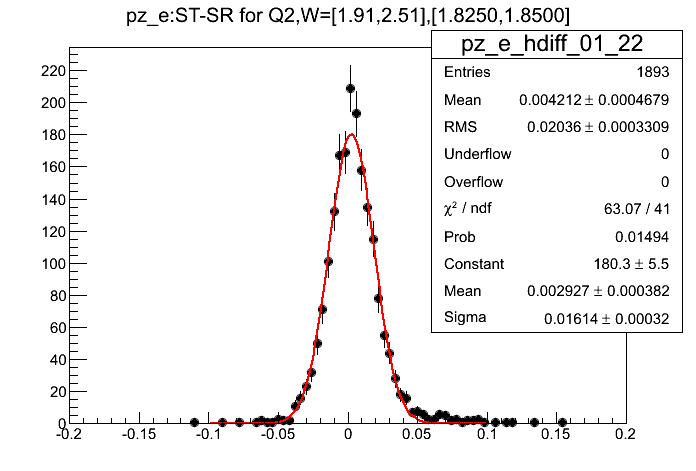 pz_e:ST-SR for Q2,W=[1.91,2.51],[1.8250,1.8500]
pz_e_hdiff_01_22
Entries 1893
Mean 0.004212 ± 0.0004679
RMS 0.02036 ± 0.0003309
Underflow 0
Overflow 0
χ² / ndf 63.07 / 41
Prob 0.01494
Constant 180.3 ± 5.5
Mean 0.002927 ± 0.000382
Sigma 0.01614 ± 0.00032
220
200
180
160
140
120
100
80
60
40
20
0
-0.2 -0.15 -0.1 -0.05 0 0.05 0.1 0.15 0.2